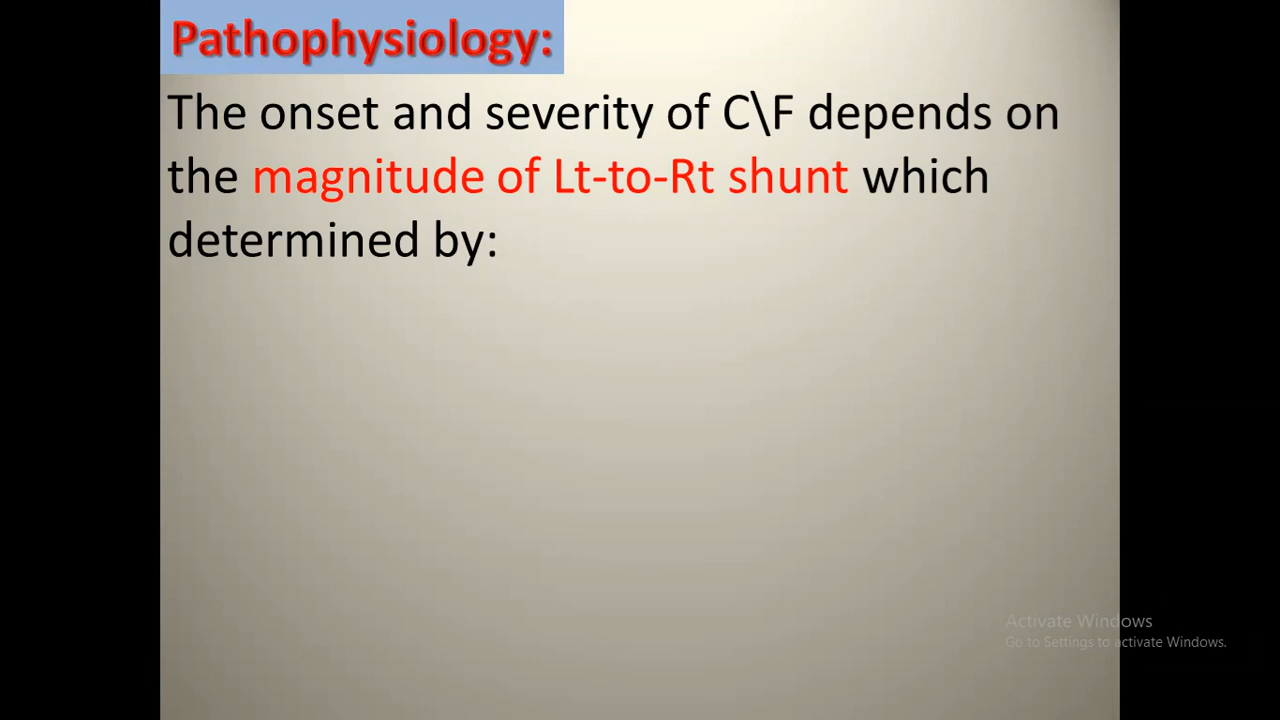 Pathophysiology:
The onset and severity of C\F depends on
the magnitude of Lt-to-Rt shunt which
determined by:
Activate Windows
Go to Settings to activate Windows.